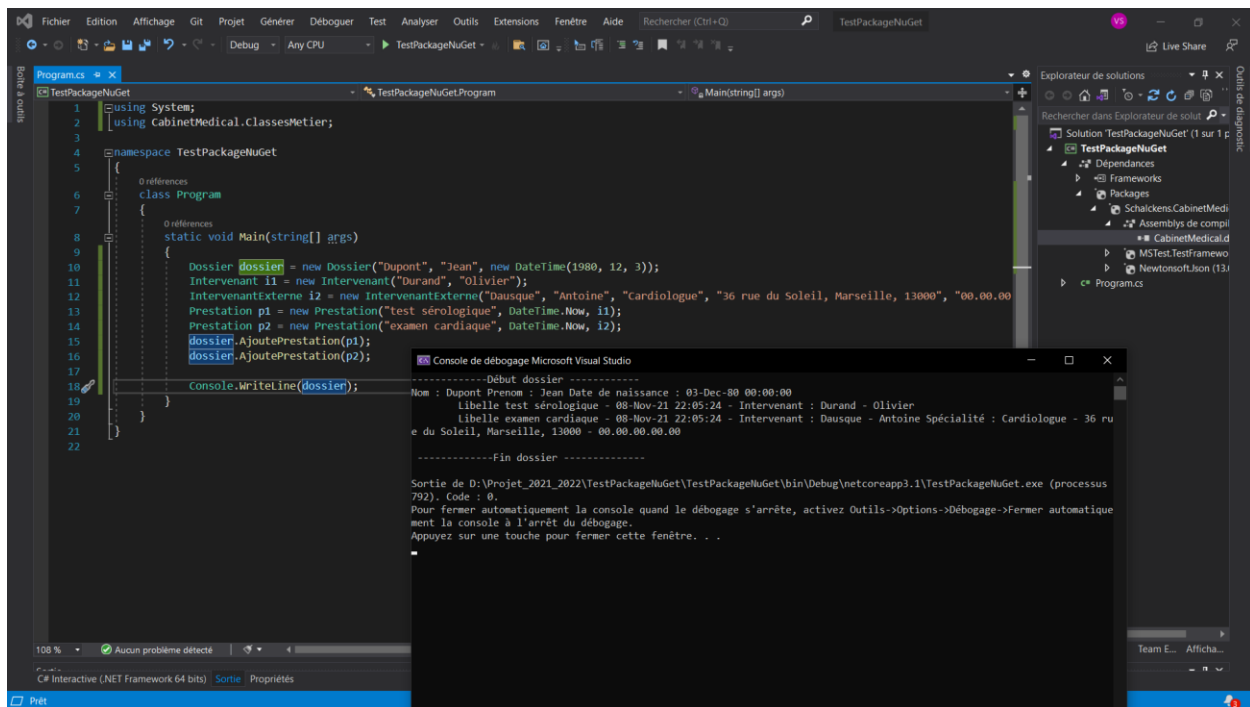 Fichier Edition Affichage Git Projet Générer Déboguer Test Analyser Outils Extensions Fenêtre Aide Rechercher (Ctrl+Q) TestPackageNuGet VS
Debug Any CPU TestPackageNuGet Live Share
Boîte à outils
Program.cs
TestPackageNuGet TestPackageNuGet.Program Main(string[] args)
1 using System;
2 using CabinetMedical.ClassesMetier;
3
4 namespace TestPackageNuGet
5 {
0 références
6 class Program
7 {
0 références
8 static void Main(string[] args)
9 {
10 Dossier dossier = new Dossier("Dupont", "Jean", new DateTime(1980, 12, 3));
11 Intervenant i1 = new Intervenant("Durand", "Olivier");
12 IntervenantExterne i2 = new IntervenantExterne("Dausque", "Antoine", "Cardiologue", "36 rue du Soleil, Marseille, 13000", "00.00.00
13 Prestation p1 = new Prestation("test sérologique", DateTime.Now, i1);
14 Prestation p2 = new Prestation("examen cardiaque", DateTime.Now, i2);
15 dossier.AjoutePrestation(p1);
16 dossier.AjoutePrestation(p2);
17
18 Console.WriteLine(dossier);
19 }
20 }
21 }
22
Console de débogage Microsoft Visual Studio
-------------Début dossier ------------
Nom : Dupont Prenom : Jean Date de naissance : 03-Dec-80 00:00:00
Libelle test sérologique - 08-Nov-21 22:05:24 - Intervenant : Durand - Olivier
Libelle examen cardiaque - 08-Nov-21 22:05:24 - Intervenant : Dausque - Antoine Spécialité : Cardiologue - 36 ru
e du Soleil, Marseille, 13000 - 00.00.00.00.00
-------------Fin dossier --------------
Sortie de D:\Projet_2021_2022\TestPackageNuGet\TestPackageNuGet\bin\Debug\netcoreapp3.1\TestPackageNuGet.exe (processus
792). Code : 0.
Pour fermer automatiquement la console quand le débogage s'arrête, activez Outils->Options->Débogage->Fermer automatique
ment la console à l'arrêt du débogage.
Appuyez sur une touche pour fermer cette fenêtre. . .
Explorateur de solutions
Rechercher dans Explorateur de solut
Solution 'TestPackageNuGet' (1 sur 1 p
TestPackageNuGet
Dépendances
Frameworks
Packages
Schalckens.CabinetMedi
Assemblys de compil
CabinetMedical.d
MSTest.TestFramewo
Newtonsoft.Json (13.
Program.cs
Outils de diagnostic
108 % Aucun problème détecté
Team E... Afficha...
C# Interactive (.NET Framework 64 bits) Sortie Propriétés
Prêt 3